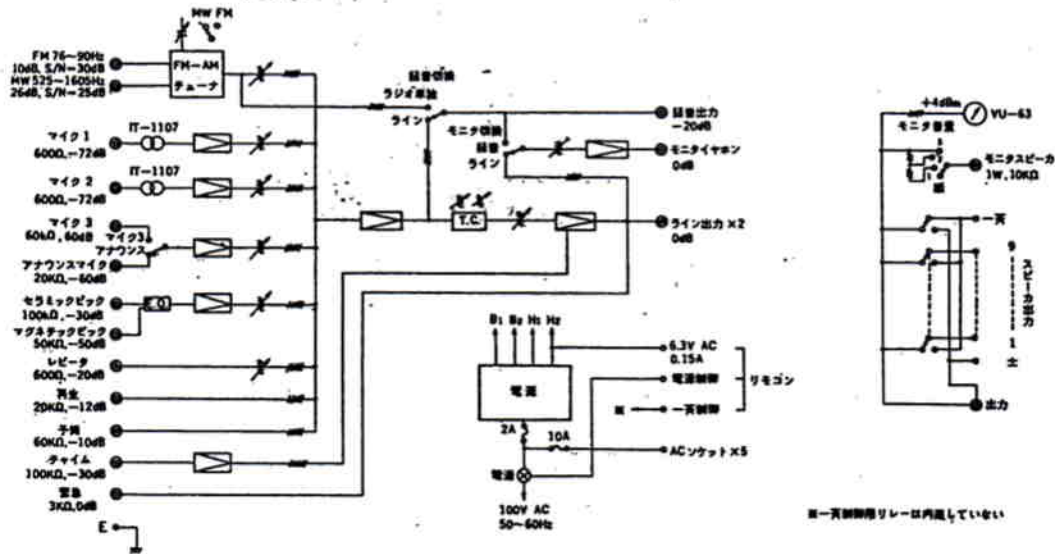 MW FM
FM 76~90Hz
10dB, S/N=30dB
MW 525~1605Hz
26dB, S/N=25dB
FM-AM
チューナ
マイク 1
600Ω, -72dB
IT-1107
マイク 2
600Ω, -72dB
IT-1107
マイク 3
60kΩ, 60dB
マイク3
アナウンス
アナウンスマイク
20KΩ, -60dB
セラミックピック
100kΩ, -30dB
マグネチックピック
50KΩ, -50dB
レピータ
600Ω, -20dB
再生
20KΩ, -12dB
予備
60KΩ, -10dB
チャイム
100KΩ, -30dB
緊急
3KΩ, 0dB
E
録音切換
ラジオ単独
ライン
モニタ切換
録音
ライン
T.C.
録音出力
-20dB
モニタイヤホン
0dB
ライン出力×2
0dB
B1 B2 H1 H2
電源
6.3V AC
0.15A
電源制御
一斉制御
リモコン
2A
10A
ACソケット×5
電源
100V AC
50~60Hz
+4dBm
VU-63
モニタ音量
モニタスピーカ
1W, 10KΩ
一斉
9
スピーカ出力
1
士
出力
※一斉制御用リレーは内蔵していない